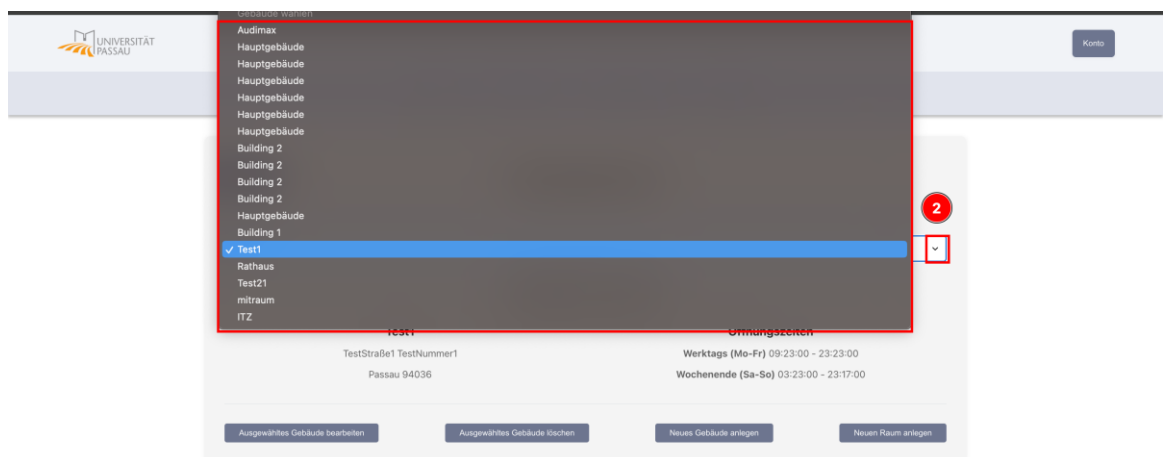 Gebäude wählen
UNIVERSITÄT
PASSAU
Konto
Audimax
Hauptgebäude
Hauptgebäude
Hauptgebäude
Hauptgebäude
Hauptgebäude
Hauptgebäude
Building 2
Building 2
Building 2
Building 2
Hauptgebäude
Building 1
✓ Test1
Rathaus
Test21
mitraum
ITZ
2
Test1
Öffnungszeiten
TestStraße1 TestNummer1
Werktags (Mo-Fr) 09:23:00 - 23:23:00
Passau 94036
Wochenende (Sa-So) 03:23:00 - 23:17:00
Ausgewähltes Gebäude bearbeiten
Ausgewähltes Gebäude löschen
Neues Gebäude anlegen
Neuen Raum anlegen